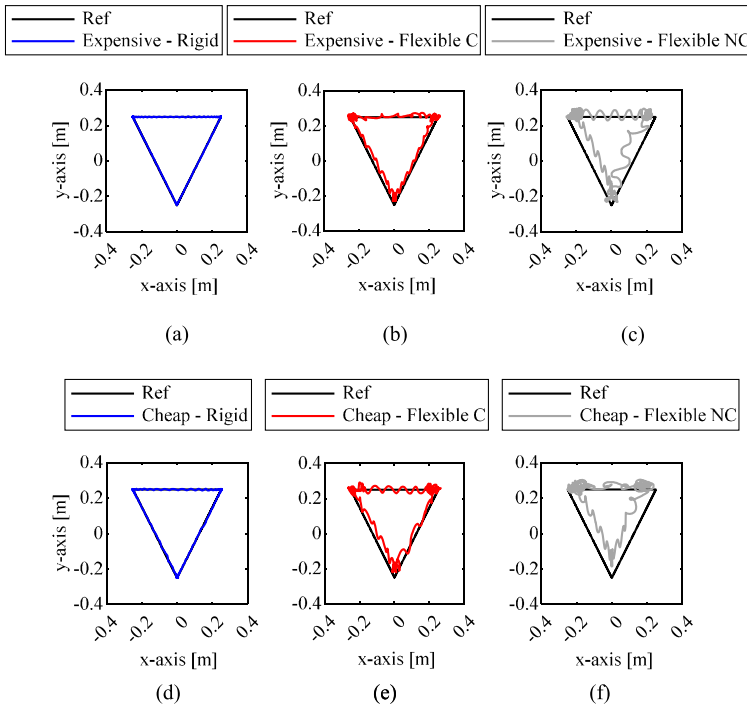 Ref
Expensive - Rigid
Ref
Expensive - Flexible C
Ref
Expensive - Flexible NC
0.4
0.2
0
-0.2
-0.4
y-axis [m]
-0.4
-0.2
0
0.2
0.4
x-axis [m]
(a)
0.4
0.2
0
-0.2
-0.4
y-axis [m]
-0.4
-0.2
0
0.2
0.4
x-axis [m]
(b)
0.4
0.2
0
-0.2
-0.4
y-axis [m]
-0.4
-0.2
0
0.2
0.4
x-axis [m]
(c)
Ref
Cheap - Rigid
Ref
Cheap - Flexible C
Ref
Cheap - Flexible NC
0.4
0.2
0
-0.2
-0.4
y-axis [m]
-0.4
-0.2
0
0.2
0.4
x-axis [m]
(d)
0.4
0.2
0
-0.2
-0.4
y-axis [m]
-0.4
-0.2
0
0.2
0.4
x-axis [m]
(e)
0.4
0.2
0
-0.2
-0.4
y-axis [m]
-0.4
-0.2
0
0.2
0.4
x-axis [m]
(f)